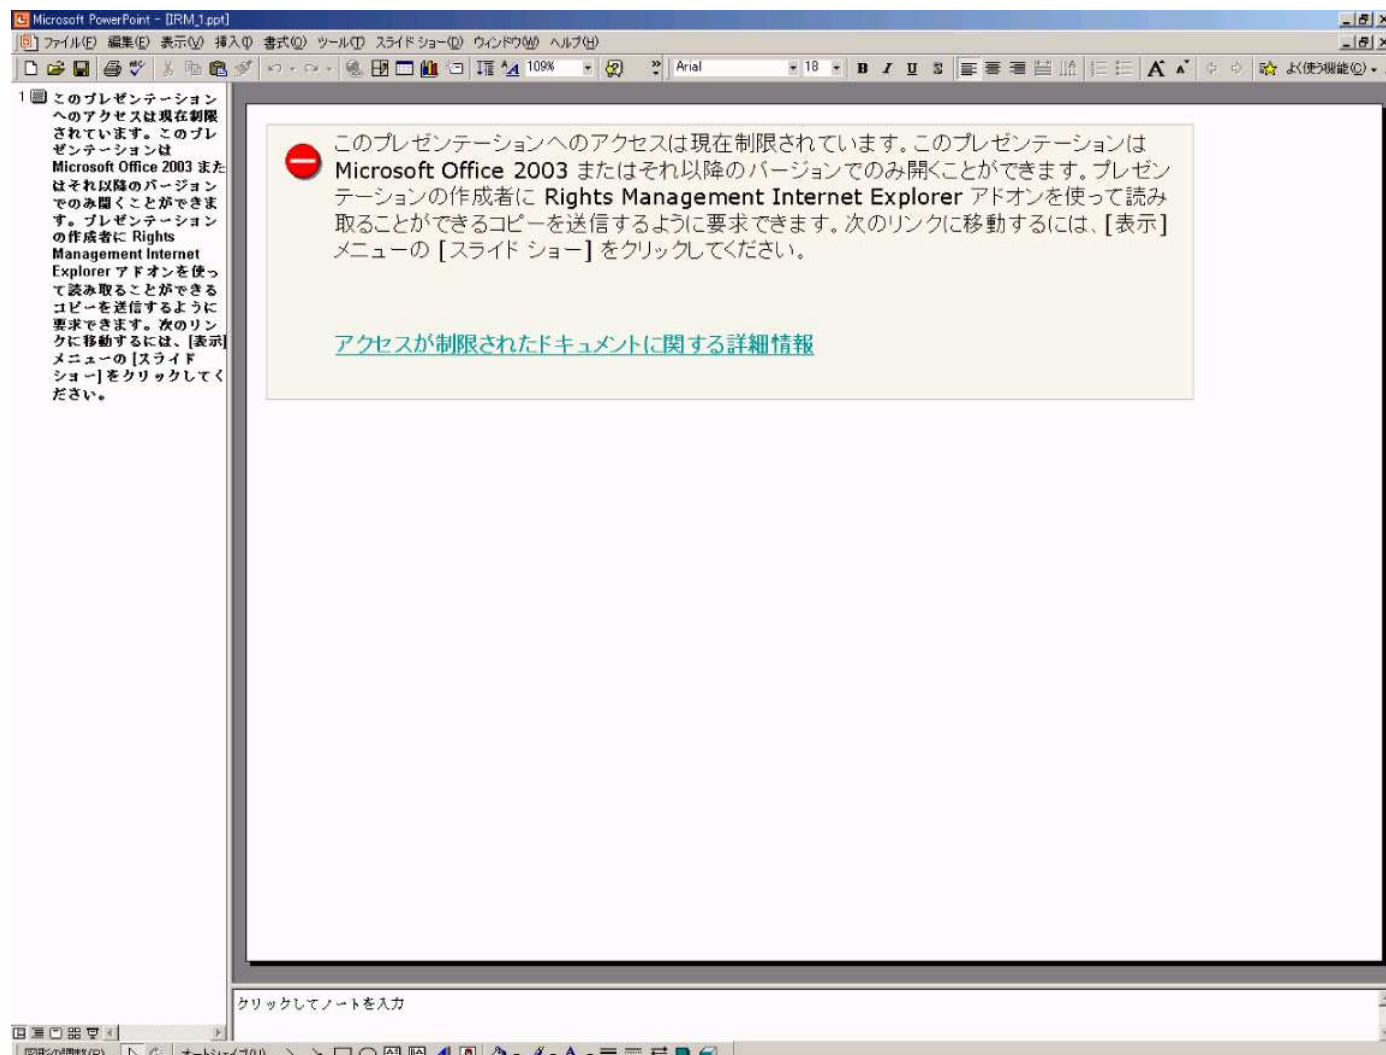 Microsoft PowerPoint - [IRM_1.ppt]
ファイル(F) 編集(E) 表示(V) 挿入(I) 書式(O) ツール(T) スライド ショー(D) ウィンドウ(W) ヘルプ(H)
109% Arial 18 B I U S よく使う機能(C)
1 このプレゼンテーション
へのアクセスは現在制限
されています。このプレ
ゼンテーションは
Microsoft Office 2003 また
はそれ以降のバージョン
でのみ開くことができま
す。プレゼンテーション
の作成者に Rights
Management Internet
Explorer アドオンを使っ
て読み取ることができる
コピーを送信するように
要求できます。次のリン
クに移動するには、[表示]
メニューの [スライド
ショー] をクリックしてく
ださい。
このプレゼンテーションへのアクセスは現在制限されています。このプレゼンテーションは
Microsoft Office 2003 またはそれ以降のバージョンでのみ開くことができます。プレゼン
テーションの作成者に Rights Management Internet Explorer アドオンを使って読み
取ることができるコピーを送信するように要求できます。次のリンクに移動するには、[表示]
メニューの [スライド ショー] をクリックしてください。
アクセスが制限されたドキュメントに関する詳細情報
クリックしてノートを入力
図形の調整(R) オートシェイプ(U)